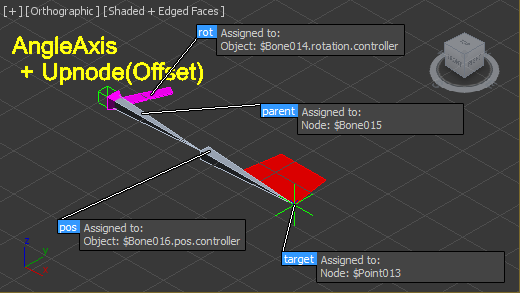 [+] [Orthographic] [Shaded + Edged Faces]
AngleAxis
+ Upnode(Offset)
rot
Assigned to:
Object: $Bone014.rotation.controller
parent
Assigned to:
Node: $Bone015
pos
Assigned to:
Object: $Bone016.pos.controller
target
Assigned to:
Node: $Point013
z
y
x